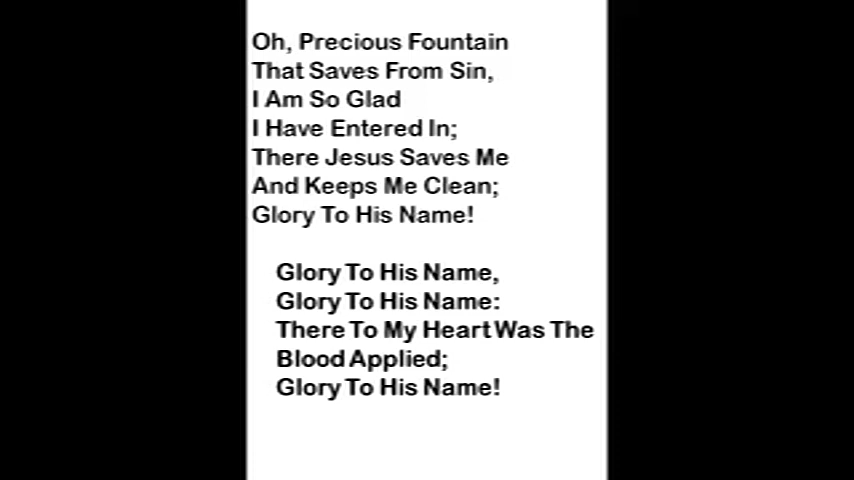 Oh, Precious Fountain
That Saves From Sin,
I Am So Glad
I Have Entered In;
There Jesus Saves Me
And Keeps Me Clean;
Glory To His Name!
Glory To His Name,
Glory To His Name:
There To My Heart Was The
Blood Applied;
Glory To His Name!